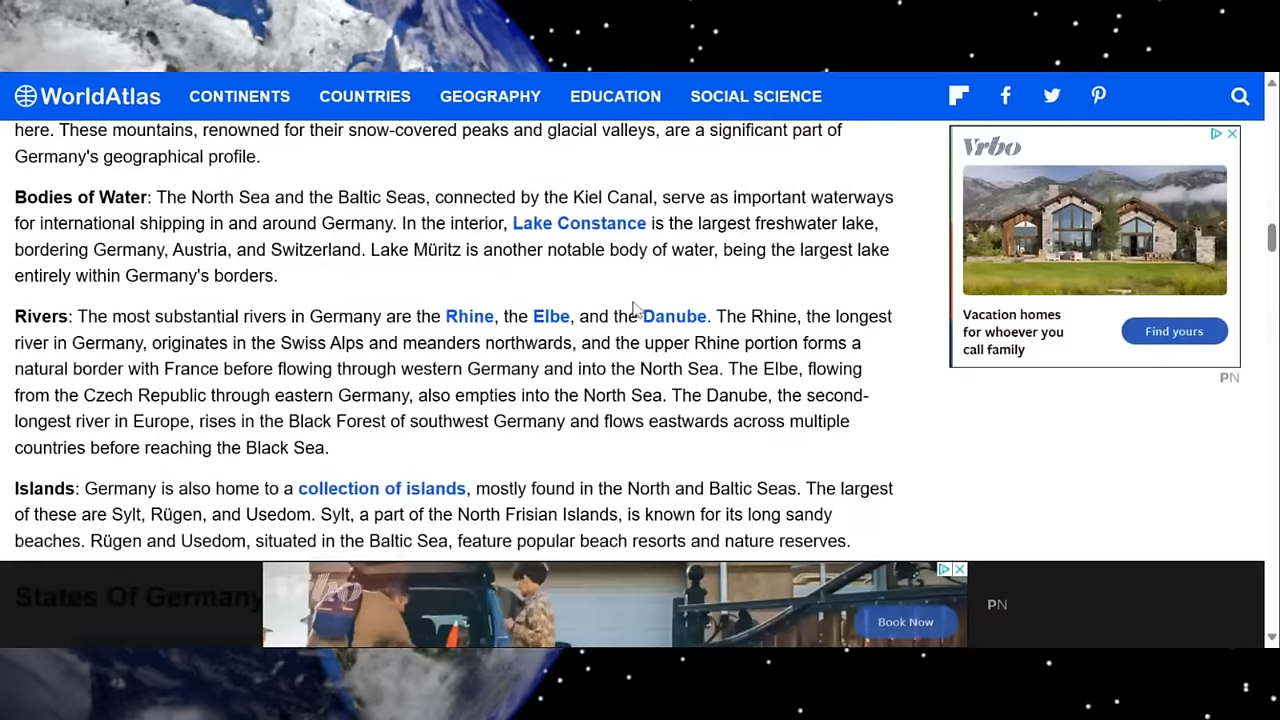 WorldAtlas CONTINENTS COUNTRIES GEOGRAPHY EDUCATION SOCIAL SCIENCE
here. These mountains, renowned for their snow-covered peaks and glacial valleys, are a significant part of
Germany's geographical profile.
Bodies of Water: The North Sea and the Baltic Seas, connected by the Kiel Canal, serve as important waterways
for international shipping in and around Germany. In the interior, Lake Constance is the largest freshwater lake,
bordering Germany, Austria, and Switzerland. Lake Müritz is another notable body of water, being the largest lake
entirely within Germany's borders.
Rivers: The most substantial rivers in Germany are the Rhine, the Elbe, and the Danube. The Rhine, the longest
river in Germany, originates in the Swiss Alps and meanders northwards, and the upper Rhine portion forms a
natural border with France before flowing through western Germany and into the North Sea. The Elbe, flowing
from the Czech Republic through eastern Germany, also empties into the North Sea. The Danube, the second-
longest river in Europe, rises in the Black Forest of southwest Germany and flows eastwards across multiple
countries before reaching the Black Sea.
Islands: Germany is also home to a collection of islands, mostly found in the North and Baltic Seas. The largest
of these are Sylt, Rügen, and Usedom. Sylt, a part of the North Frisian Islands, is known for its long sandy
beaches. Rügen and Usedom, situated in the Baltic Sea, feature popular beach resorts and nature reserves.
States Of Germany
Vrbo
Vacation homes
for whoever you
call family
Find yours
PN
Vrbo
Book Now
PN